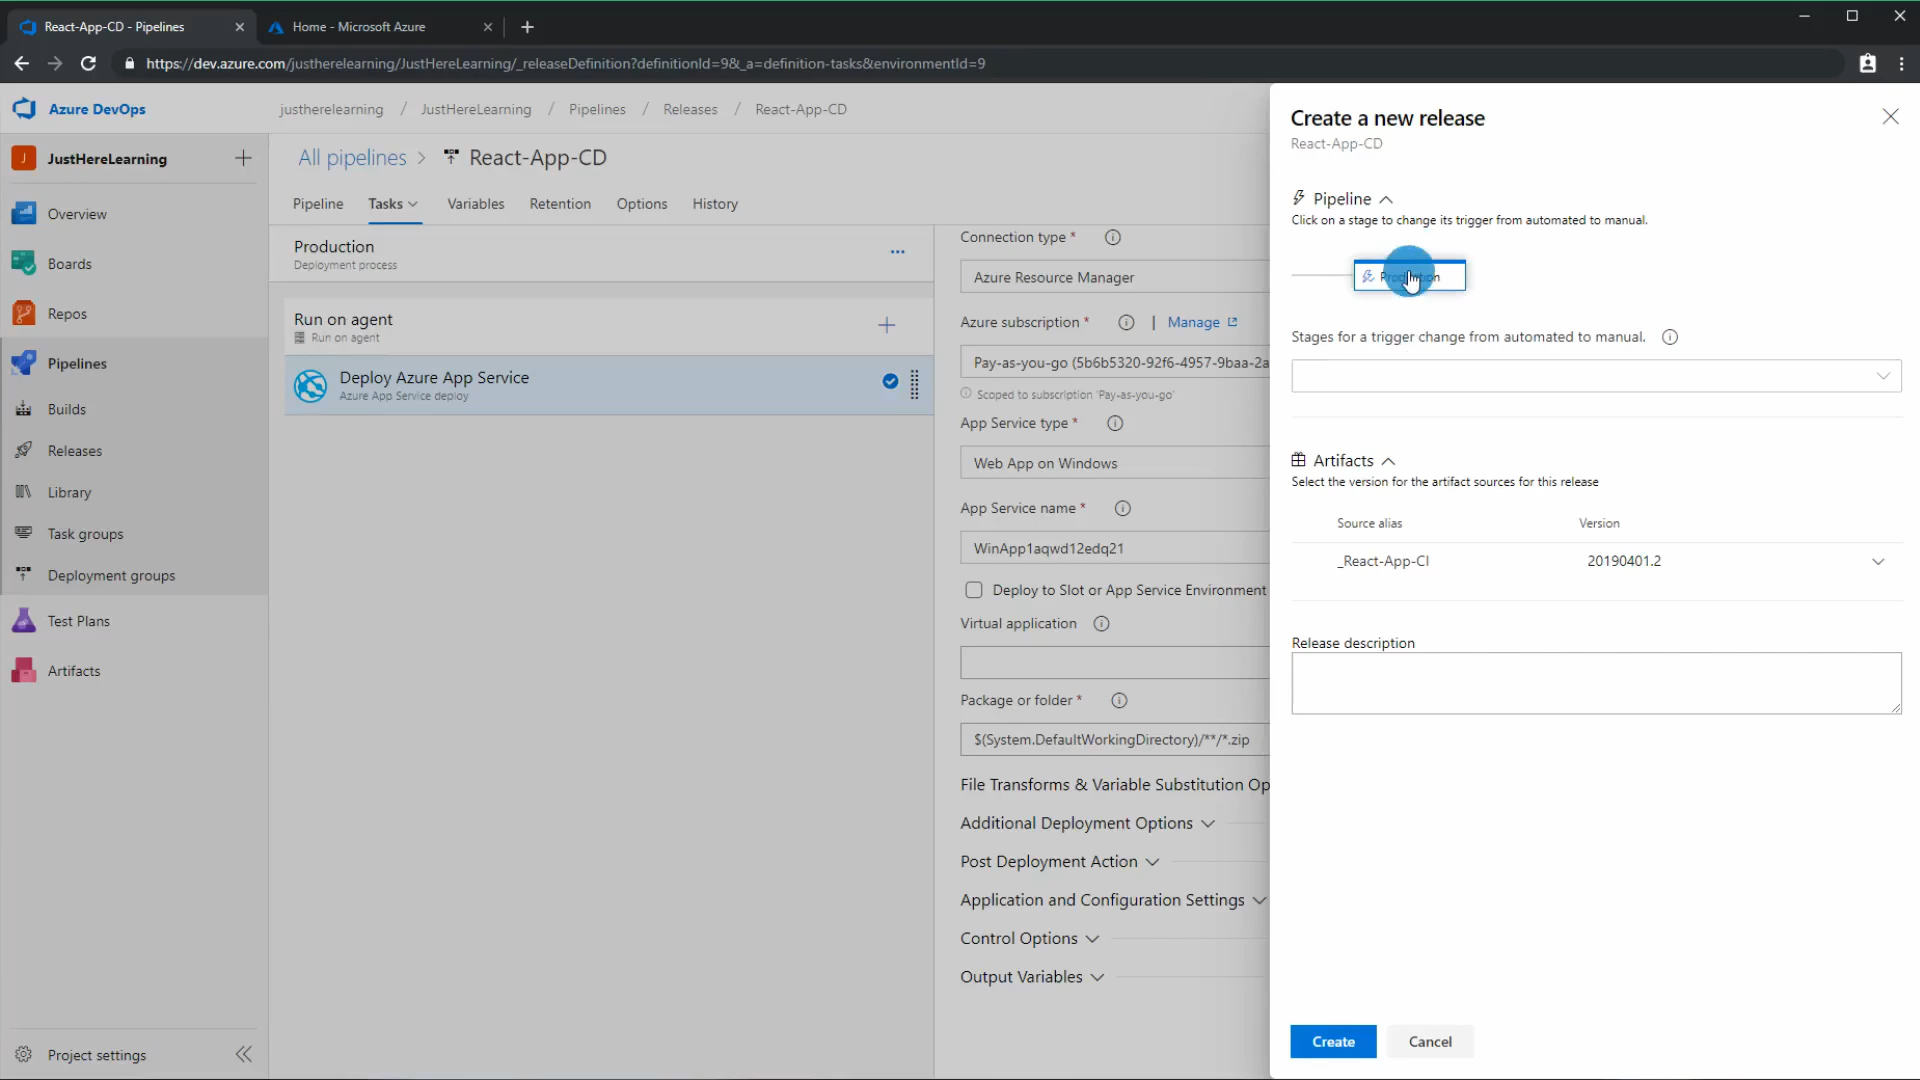 React-App-CD - Pipelines
Home - Microsoft Azure
https://dev.azure.com/justherelearning/JustHereLearning/_releaseDefinition?definitionId=9&_a=definition-tasks&environmentId=9
Azure DevOps
justherelearning / JustHereLearning / Pipelines / Releases / React-App-CD
J JustHereLearning
Overview
Boards
Repos
Pipelines
Builds
Releases
Library
Task groups
Deployment groups
Test Plans
Artifacts
Project settings
All pipelines > React-App-CD
Pipeline Tasks Variables Retention Options History
Production
Deployment process
Run on agent
Run on agent
Deploy Azure App Service
Azure App Service deploy
Connection type *
Azure Resource Manager
Azure subscription * | Manage
Pay-as-you-go (5b6b5320-92f6-4957-9baa-2a
Scoped to subscription 'Pay-as-you-go'
App Service type *
Web App on Windows
App Service name *
WinApp1aqwd12edq21
Deploy to Slot or App Service Environment
Virtual application
Package or folder *
$(System.DefaultWorkingDirectory)/**/*.zip
File Transforms & Variable Substitution Op
Additional Deployment Options
Post Deployment Action
Application and Configuration Settings
Control Options
Output Variables
Create a new release
React-App-CD
Pipeline
Click on a stage to change its trigger from automated to manual.
Production
Stages for a trigger change from automated to manual.
Artifacts
Select the version for the artifact sources for this release
Source alias Version
_React-App-CI 20190401.2
Release description
Create Cancel